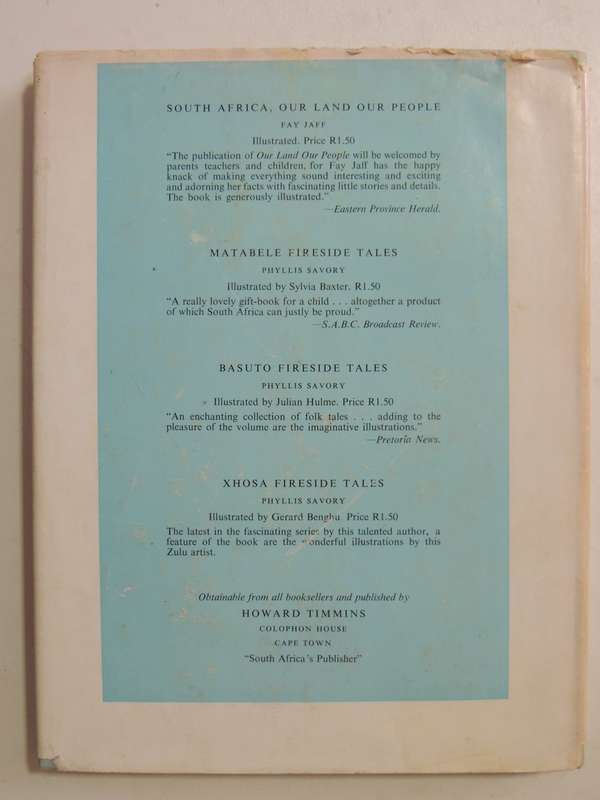 SOUTH AFRICA, OUR LAND OUR PEOPLE
FAY JAFF
Illustrated. Price R1.50
“The publication of Our Land Our People will be welcomed by
parents teachers and children, for Fay Jaff has the happy
knack of making everything sound interesting and exciting
and adorning her facts with fascinating little stories and details.
The book is generously illustrated.”
—Eastern Province Herald.
MATABELE FIRESIDE TALES
PHYLLIS SAVORY
Illustrated by Sylvia Baxter. R1.50
“A really lovely gift-book for a child . . . altogether a product
of which South Africa can justly be proud.”
—S.A.B.C. Broadcast Review.
BASUTO FIRESIDE TALES
PHYLLIS SAVORY
Illustrated by Julian Hulme. Price R1.50
“An enchanting collection of folk tales . . . adding to the
pleasure of the volume are the imaginative illustrations.”
—Pretoria News.
XHOSA FIRESIDE TALES
PHYLLIS SAVORY
Illustrated by Gerard Benghu. Price R1.50
The latest in the fascinating series by this talented author, a
feature of the book are the wonderful illustrations by this
Zulu artist.
Obtainable from all booksellers and published by
HOWARD TIMMINS
COLOPHON HOUSE
CAPE TOWN
“South Africa's Publisher”